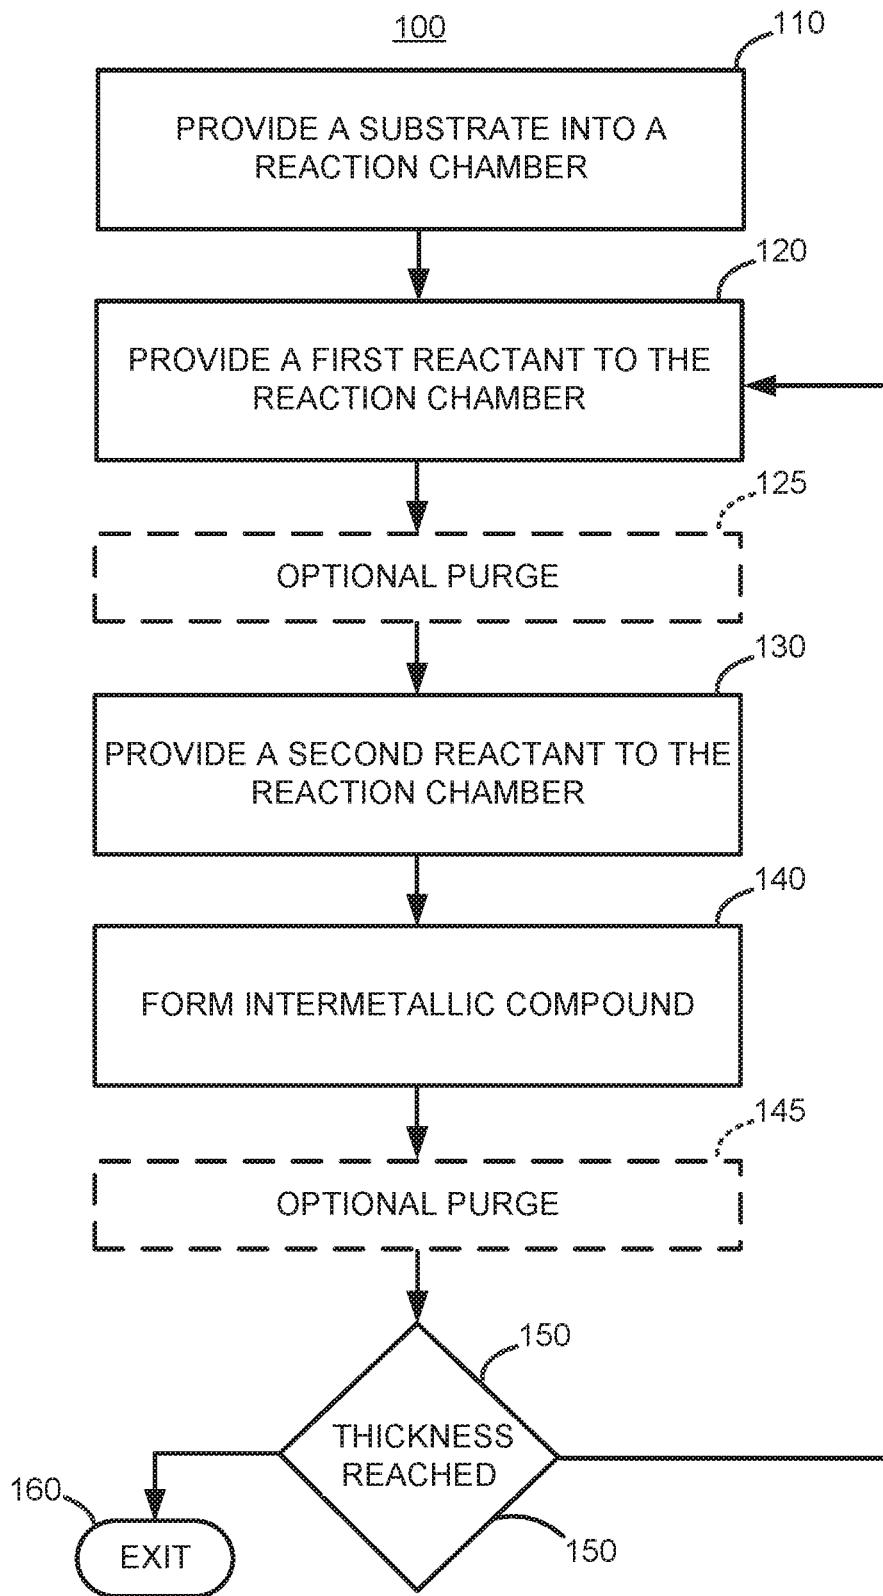 100
110
PROVIDE A SUBSTRATE INTO A
REACTION CHAMBER
120
PROVIDE A FIRST REACTANT TO THE
REACTION CHAMBER
125
OPTIONAL PURGE
130
PROVIDE A SECOND REACTANT TO THE
REACTION CHAMBER
140
FORM INTERMETALLIC COMPOUND
145
OPTIONAL PURGE
150
THICKNESS
REACHED
160
EXIT
150